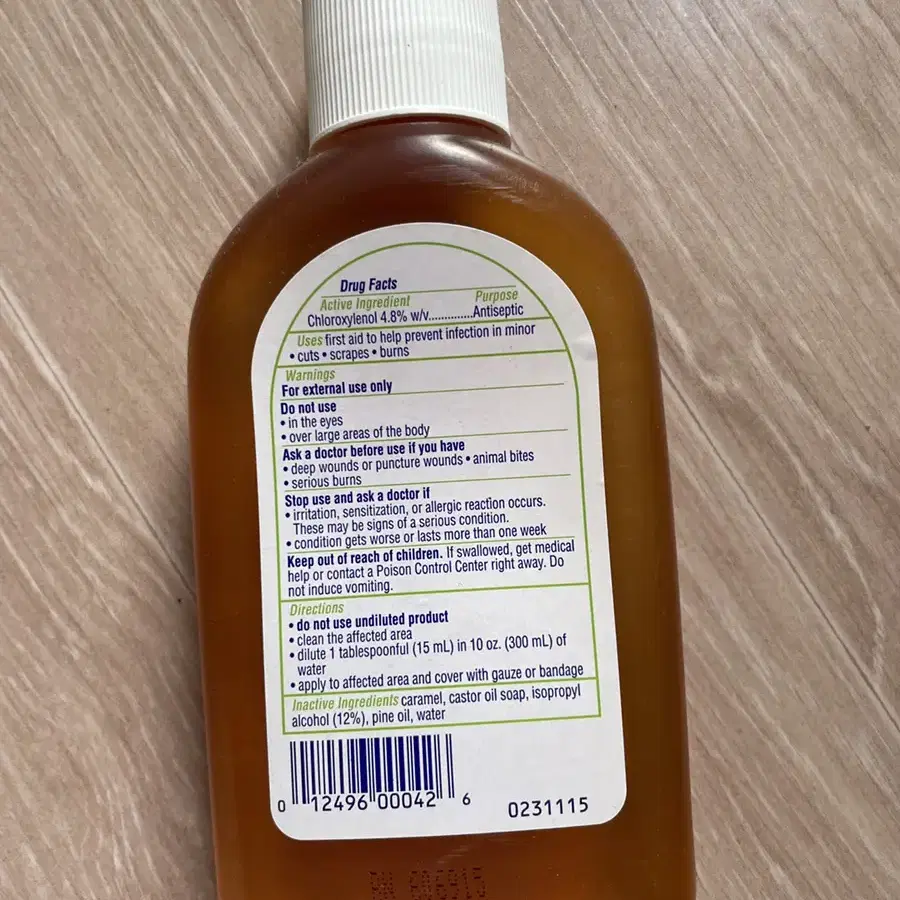 Drug Facts
Active Ingredient Purpose
Chloroxylenol 4.8% w/v..............Antiseptic
Uses first aid to help prevent infection in minor
• cuts • scrapes • burns
Warnings
For external use only
Do not use
• in the eyes
• over large areas of the body
Ask a doctor before use if you have
• deep wounds or puncture wounds • animal bites
• serious burns
Stop use and ask a doctor if
• irritation, sensitization, or allergic reaction occurs.
These may be signs of a serious condition.
• condition gets worse or lasts more than one week
Keep out of reach of children. If swallowed, get medical
help or contact a Poison Control Center right away. Do
not induce vomiting.
Directions
• do not use undiluted product
• clean the affected area
• dilute 1 tablespoonful (15 mL) in 10 oz. (300 mL) of
water
• apply to affected area and cover with gauze or bandage
Inactive Ingredients caramel, castor oil soap, isopropyl
alcohol (12%), pine oil, water
0 12496 00042 6
0231115